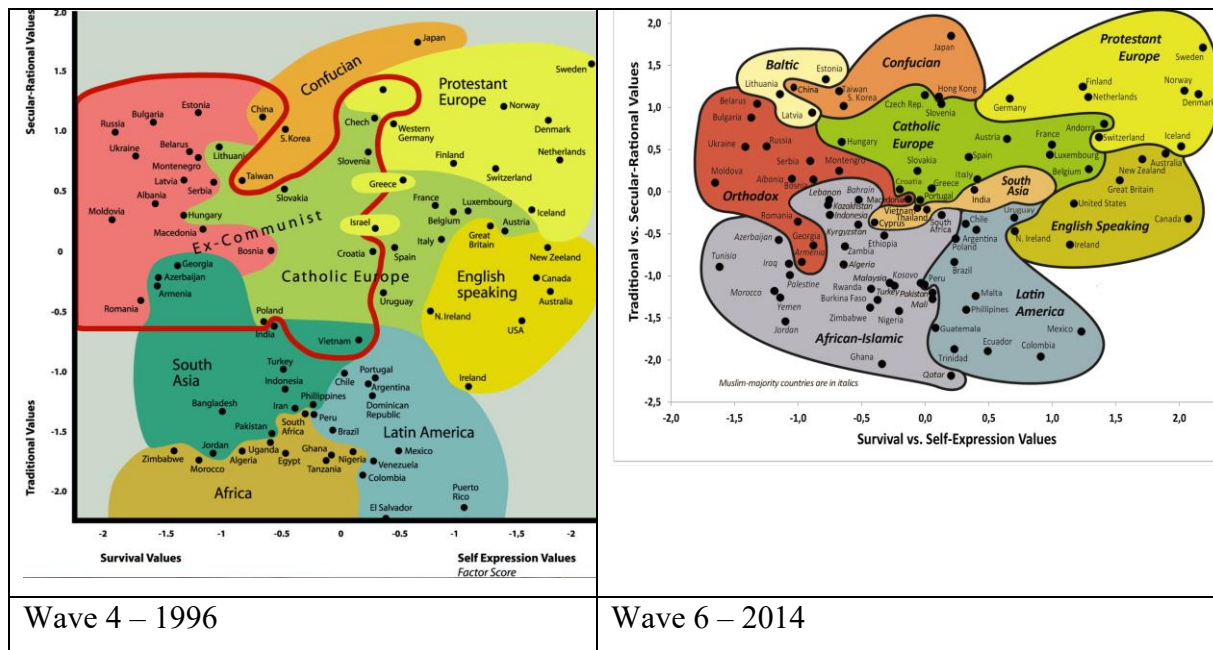 2.0
Secular-Rational Values
1.0
0.5
0
-0.5
-1.0
-1.5
Traditional Values
-2.0
Japan
Confucian
Protestant
Europe
Sweden
Estonia
China
Norway
Bulgaria
Chech
Western
Germany
Denmark
Russia
S. Korea
Belarus
Lithuania
Ukraine
Slovenia
Finland
Netherlands
Montenegro
Switzerland
Latvia
Serbia
Taiwan
Greece
Albania
Slovakia
France
Luxembourg
Iceland
Moldovia
Hungary
Ex-Communist
Israel
Belgium
Austria
Macedonia
Italy
Great
Britain
Bosnia
Croatia
Spain
New Zeeland
Georgia
Azerbaijan
Catholic Europe
English
speaking
Canada
Armenia
Uruguay
Australia
Romania
Poland
India
N. Ireland
USA
Vietnam
South
Asia
Turkey
Portugal
Chile
Indonesia
Argentina
Ireland
Dominican
Republic
Bangladesh
Iran
Phillippines
Peru
South
Africa
Brazil
Latin America
Pakistan
Jordan
Uganda
Ghana
Mexico
Zimbabwe
Algeria
Egypt
Nigeria
Venezuela
Morocco
Tanzania
Colombia
Africa
Puerto
Rico
El Salvador
-2 -1 -0.5 0 -0.5 -1 -2
Survival Values
Self Expression Values
Factor Score
Wave 4 – 1996
2,0
1,5
1,0
0,5
0,0
-0,5
-1,0
-1,5
-2,0
-2,5
Traditional vs. Secular-Rational Values
Japan
Protestant
Europe
Sweden
Baltic
Estonia
Confucian
Lithuania
China
Taiwan
Hong Kong
Finland
Norway
Belarus
S. Korea
Czech Rep.
Netherlands
Bulgaria
Slovenia
Germany
Denmark
Latvia
Catholic
Europe
Andorra
Russia
Hungary
Austria
France
Switzerland
Iceland
Ukraine
Serbia
Montengro
Slovakia
Spain
Luxembourg
Australia
New Zealand
Moldova
Albania
Bosnia
Croatia
Greece
Italy
Belgium
Great Britain
Orthodox
Lebanon
Bahrain
Portugal
South
Asia
Macedonia
Kazakhstan
Vietnam
India
United States
Indonesia
Thailand
Romania
Cyprus
South
Africa
Chile
Uruguay
English Speaking
Canada
Kyrgyzstan
Azerbaijan
Georgia
Ethiopia
Argentina
N. Ireland
Ireland
Tunisia
Armenia
Zambia
Poland
Iraq
Algeria
Brazil
Palestine
Malaysia
Kosovo
Peru
Morocco
Rwanda
Turkey
Pakistan
Malta
Latin
America
Yemen
Burkina Faso
Mali
Phillipines
Jordan
Zimbabwe
Nigeria
Guatemala
Mexico
African-Islamic
Ecuador
Colombia
Ghana
Trinidad
Qatar
Muslim-majority countries are in italics
-2,0 -1,5 -1,0 -0,5 0,0 0,5 1,0 1,5 2,0
Survival vs. Self-Expression Values
Wave 6 – 2014